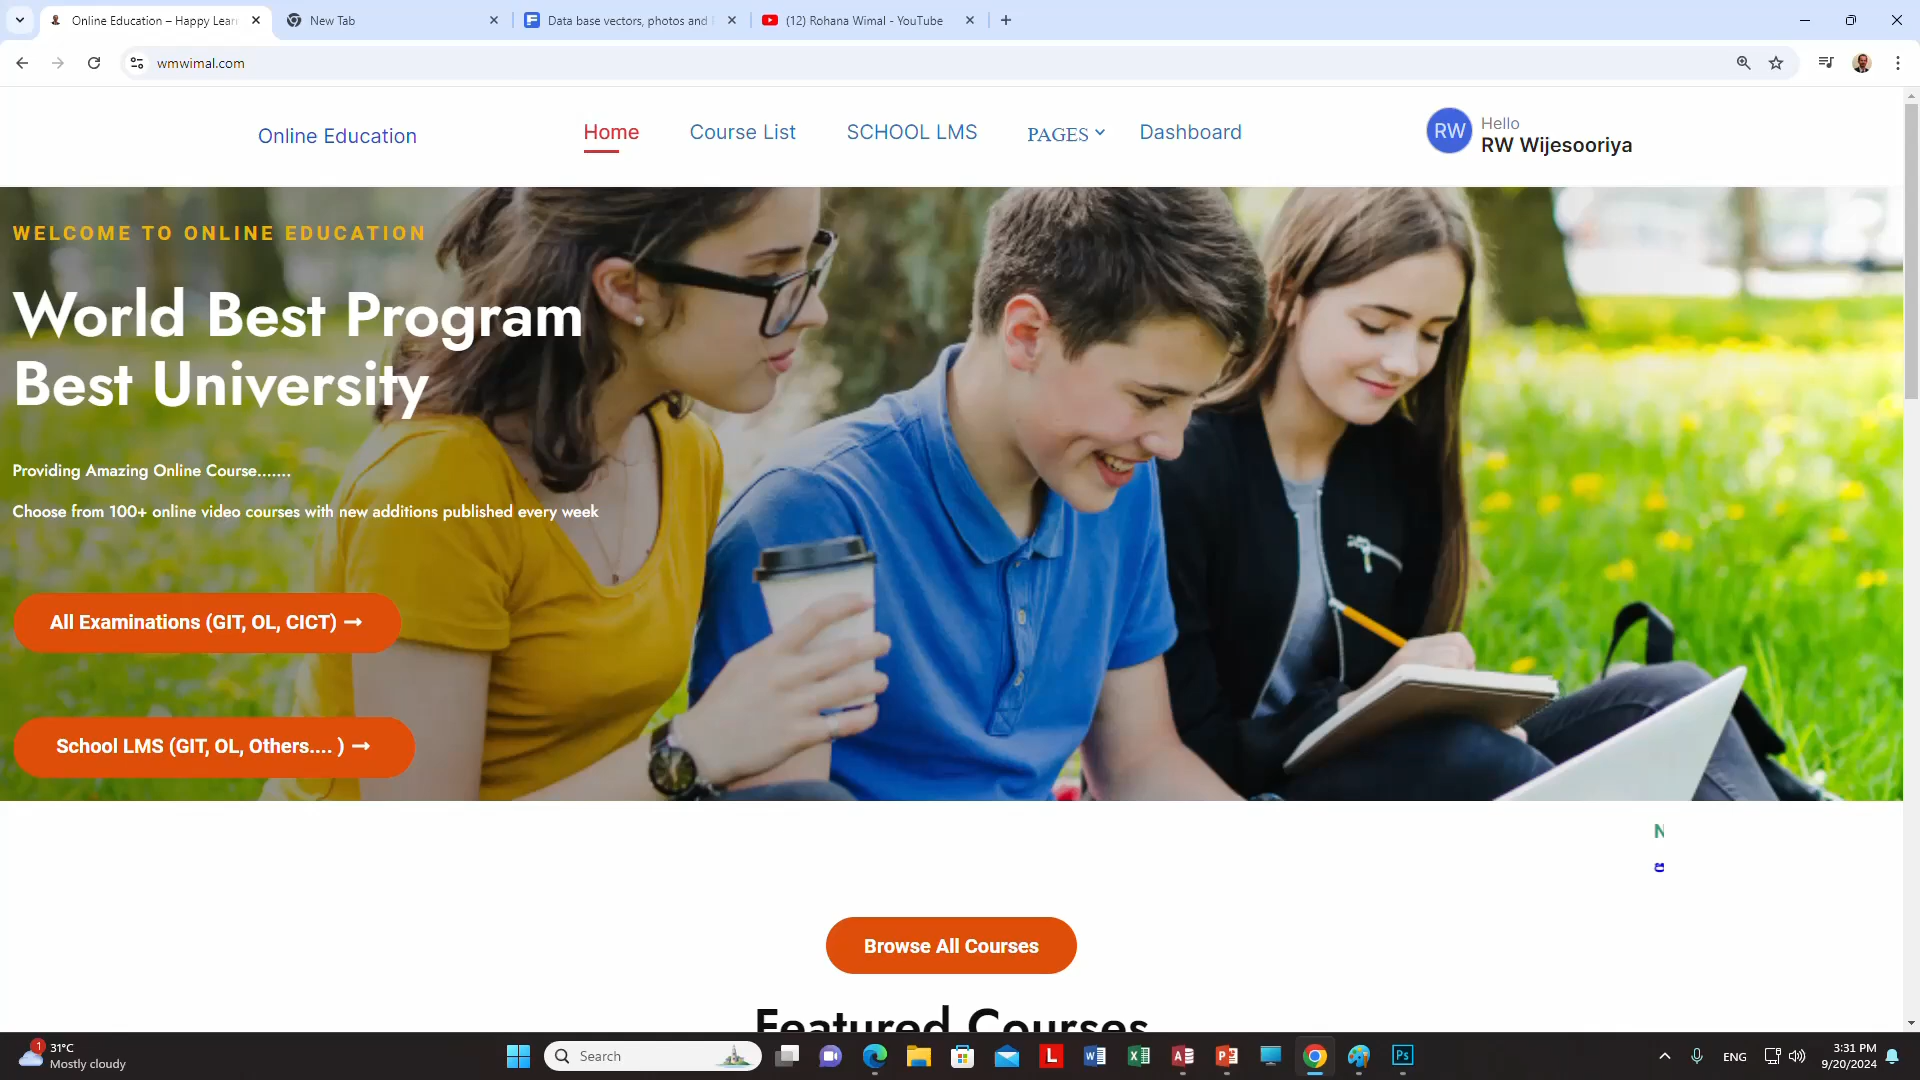 Online Education – Happy Lear
New Tab
Data base vectors, photos and
(12) Rohana Wimal - YouTube
wmwimal.com
Online Education
Home
Course List
SCHOOL LMS
PAGES
Dashboard
RW
Hello
RW Wijesooriya
WELCOME TO ONLINE EDUCATION
World Best Program
Best University
Providing Amazing Online Course.......
Choose from 100+ online video courses with new additions published every week
All Examinations (GIT, OL, CICT) →
School LMS (GIT, OL, Others.... ) →
N
Browse All Courses
Featured Courses
1
31°C
Mostly cloudy
Search
L
ENG
3:31 PM
9/20/2024